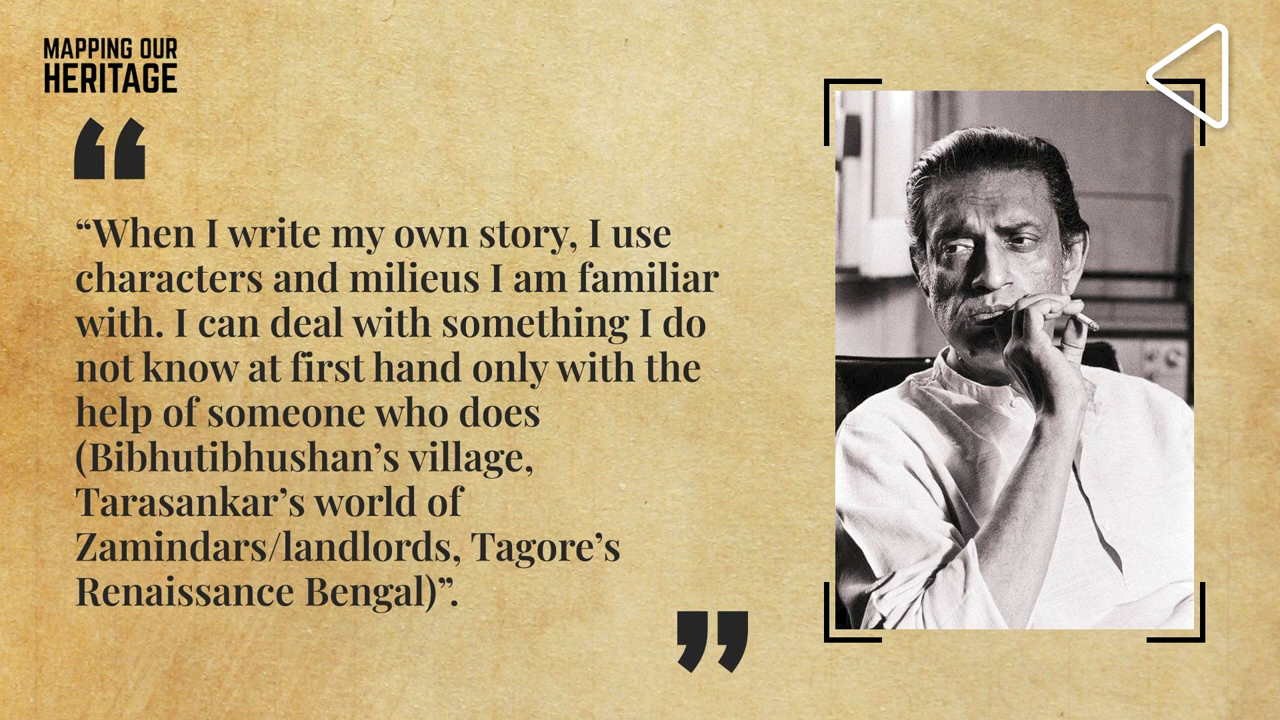 MAPPING OUR
HERITAGE
“
“When I write my own story, I use
characters and milieus I am familiar
with. I can deal with something I do
not know at first hand only with the
help of someone who does
(Bibhutibhushan’s village,
Tarasankar’s world of
Zamindars/landlords, Tagore’s
Renaissance Bengal)”.
”